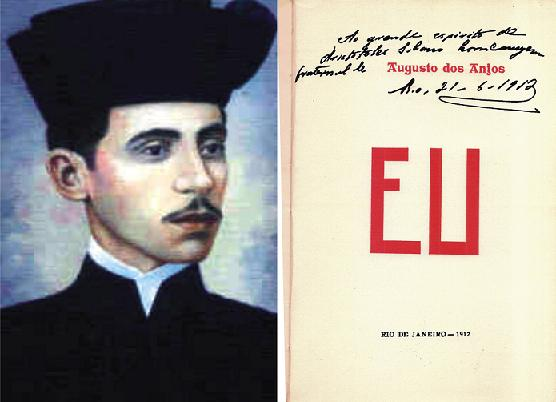 Ao grande espirito de
Aristoteles homenagem
fraternal de Augusto dos Anjos
Rio, 21-6-1912
EU
RIO DE JANEIRO — 1912